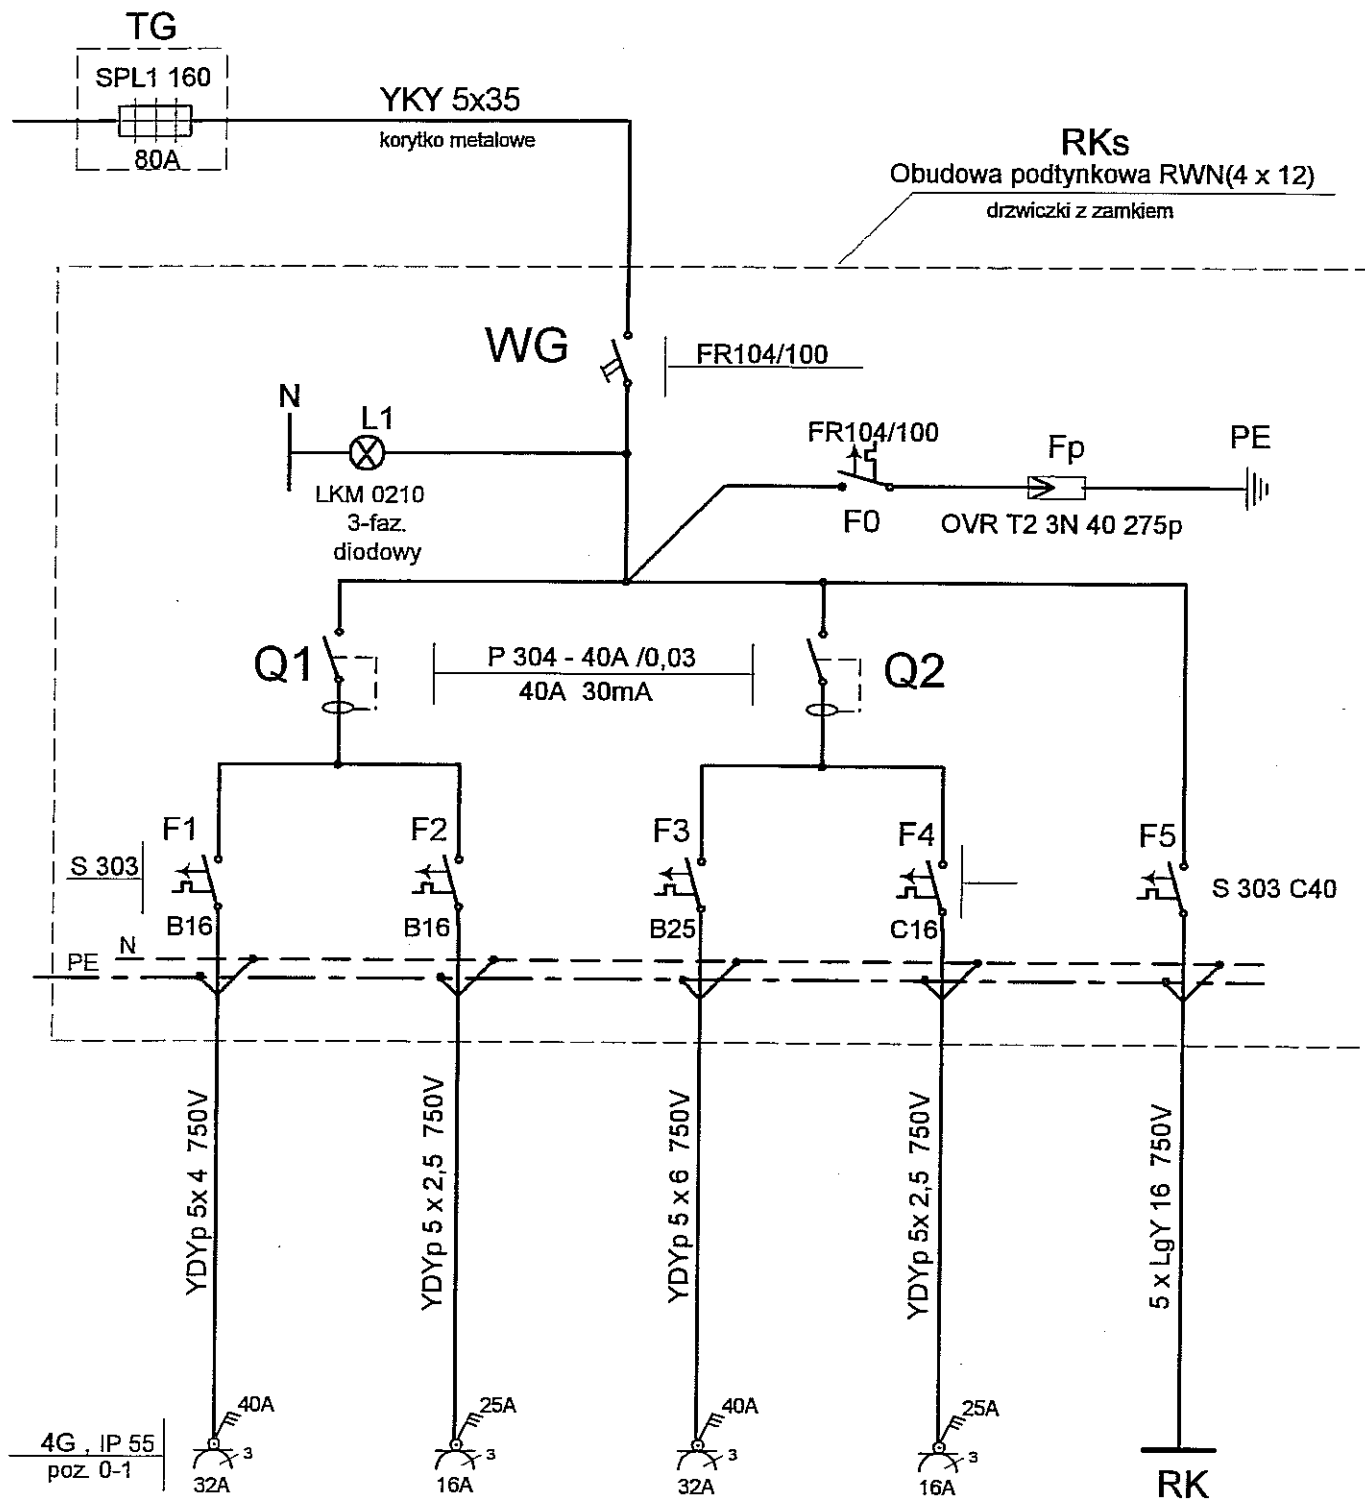 TG
SPL1 160
80A
YKY 5x35
korytko metalowe
RKs
Obudowa podtynkowa RWN(4 x 12)
drzwiczki z zamkiem
WG
FR104/100
N
L1
LKM 0210
3-faz.
diodowy
FR104/100
F0
Fp
OVR T2 3N 40 275p
PE
Q1
P 304 - 40A /0,03
40A 30mA
Q2
F1
F2
F3
F4
F5
S 303
S 303 C40
B16
B16
B25
C16
N
PE
YDYp 5x 4 750V
YDYp 5 x 2,5 750V
YDYp 5 x 6 750V
YDYp 5x 2,5 750V
5 x LgY 16 750V
40A
25A
40A
25A
4G , IP 55
poz. 0-1
3
3
3
3
32A
16A
32A
16A
RK